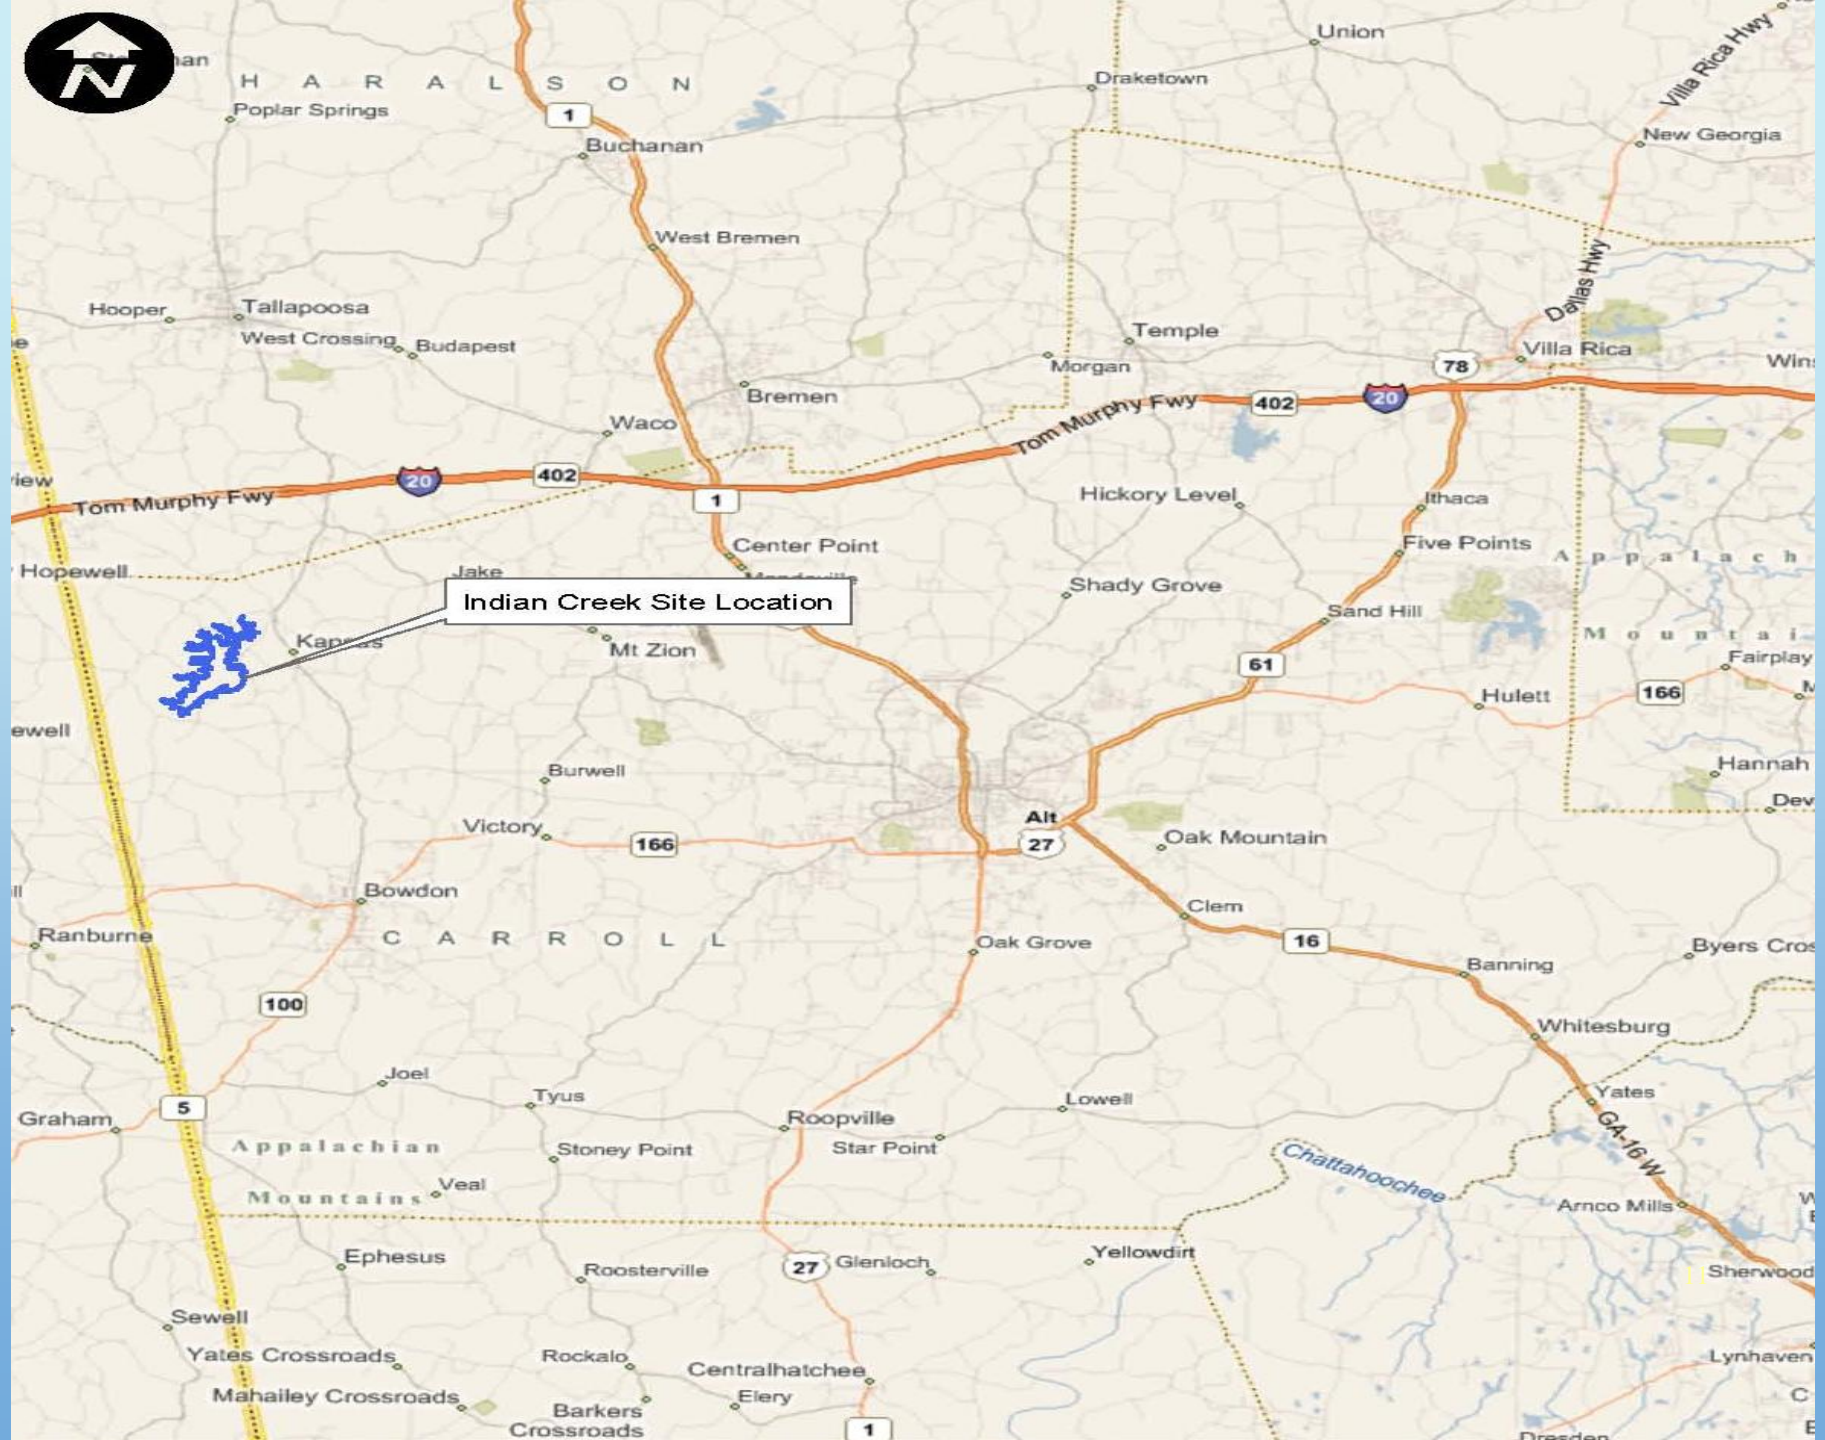 N
Union
Villa Rica Hwy
HARALSON
Draketown
Poplar Springs
1
New Georgia
Buchanan
West Bremen
Dallas Hwy
Hooper
Tallapoosa
Temple
West Crossing
Budapest
Villa Rica
Morgan
78
Bremen
20
402
Tom Murphy Fwy
Waco
20
402
Tom Murphy Fwy
1
Hickory Level
Ithaca
Center Point
Five Points
Appalach
Hopewell
Jake
Shady Grove
Indian Creek Site Location
Sand Hill
Mountai
Kansas
Mt Zion
61
Fairplay
Hulett
166
ewell
Burwell
Hannah
Dev
Victory
166
Alt
27
Oak Mountain
Bowdon
Clem
Ranburne
CARROLL
Oak Grove
16
Byers Cros
Banning
100
Whitesburg
Joel
Tyus
Lowell
Yates
5
Graham
Roopville
GA-16 W
Appalachian
Stoney Point
Star Point
Chattahoochee
Mountains
Veal
Arnco Mills
Ephesus
Roosterville
27
Glenloch
Yellowdirt
Sherwood
Sewell
Yates Crossroads
Rockalo
Centralhatchee
Lynhaven
Mahailey Crossroads
Barkers
Crossroads
Elery
1